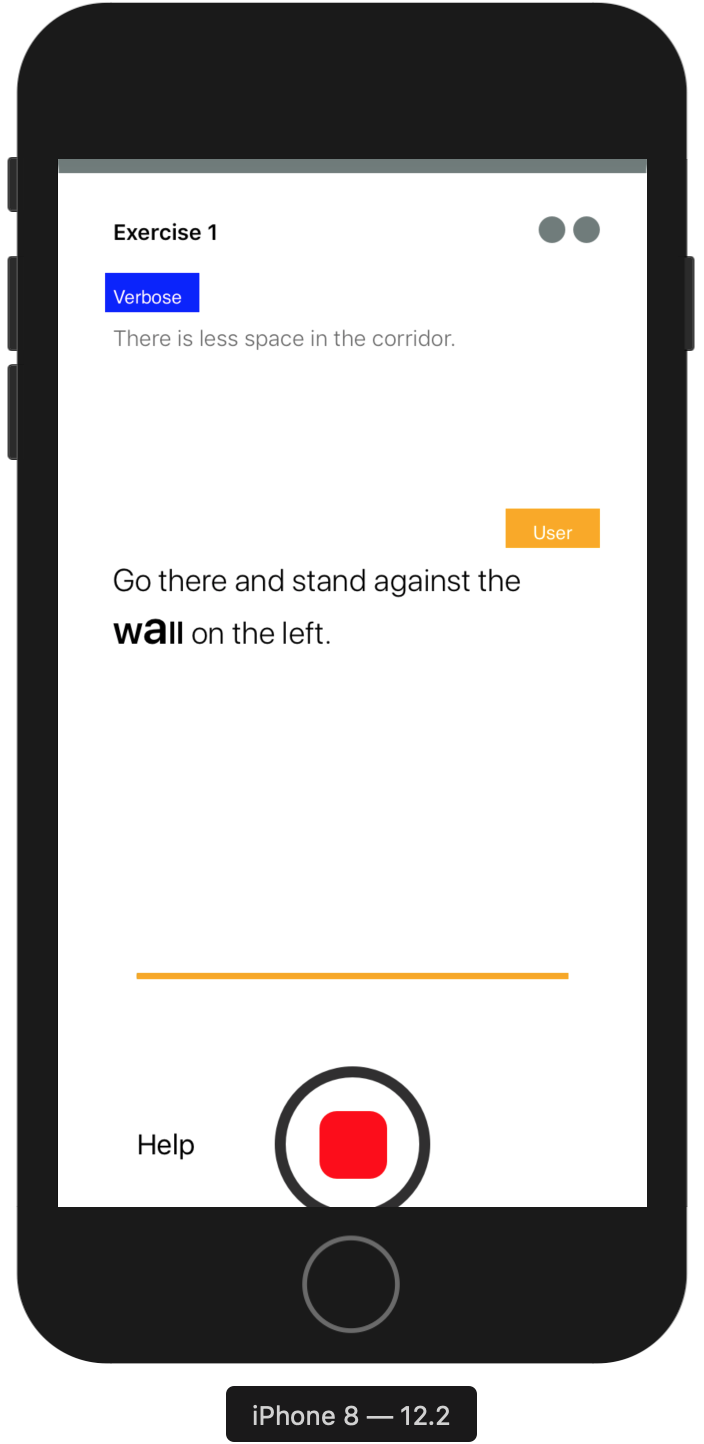 Exercise 1
Verbose
There is less space in the corridor.
User
Go there and stand against the
wall on the left.
Help
iPhone 8 — 12.2